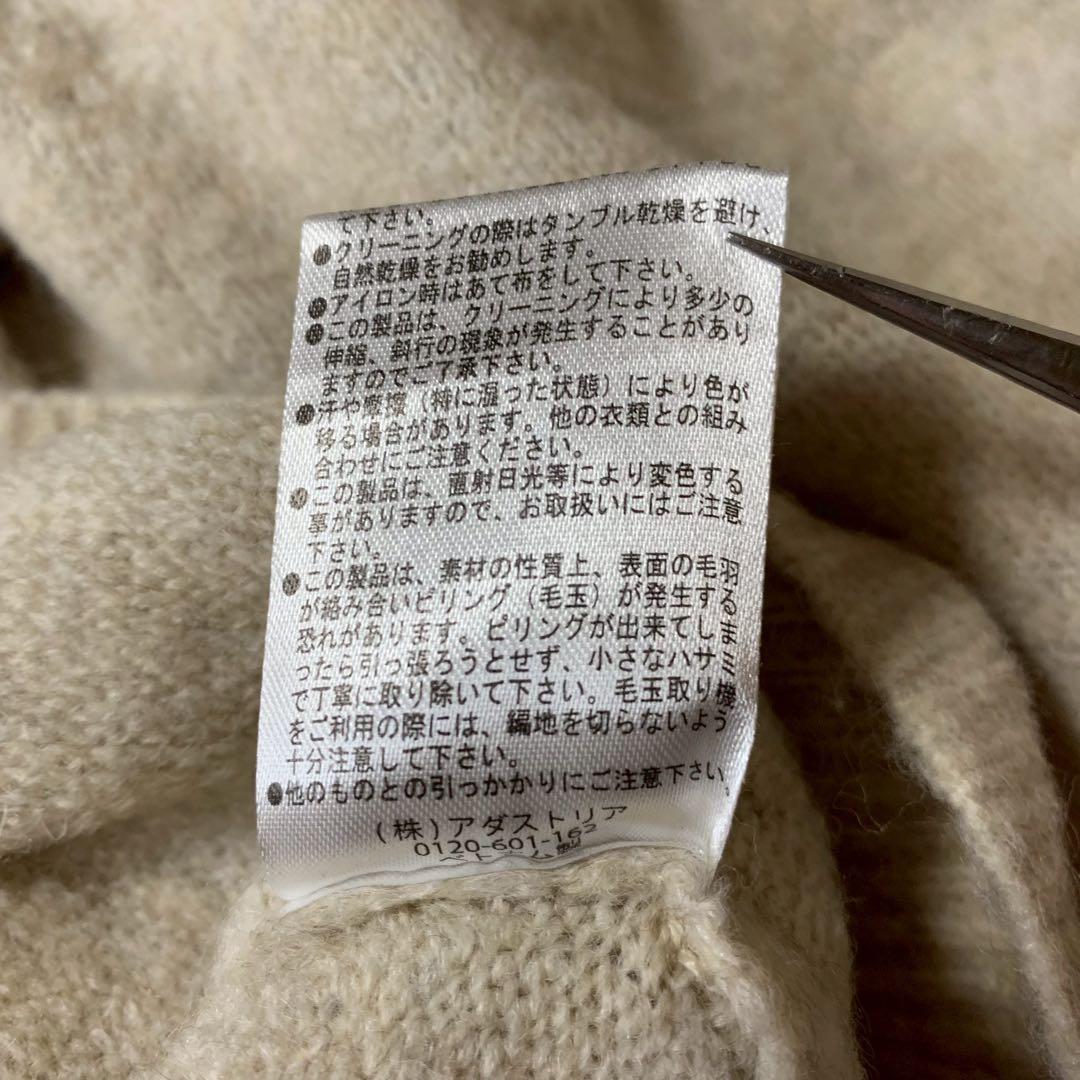 て下さい。
●クリーニングの際はタンブル乾燥を避け、
自然乾燥をお勧めします。
●アイロン時はあて布をして下さい。
●この製品は、クリーニングにより多少の
伸縮、斜行の現象が発生することがあり
ますのでご了承下さい。
●汗や摩擦(特に湿った状態)により色が
移る場合があります。他の衣類との組み
合わせにご注意ください。
●この製品は、直射日光等により変色する
事がありますので、お取扱いにはご注意
下さい。
●この製品は、素材の性質上、表面の毛羽
が絡み合いピリング(毛玉)が発生する
恐れがあります。ピリングが出来てしま
ったら引っ張ろうとせず、小さなハサミ
で丁寧に取り除いて下さい。毛玉取り機
をご利用の際には、編地を切らないよう
十分注意して下さい。
●他のものとの引っかかりにご注意下さい
(株)アダストリア
0120-601-162
ベトナム製